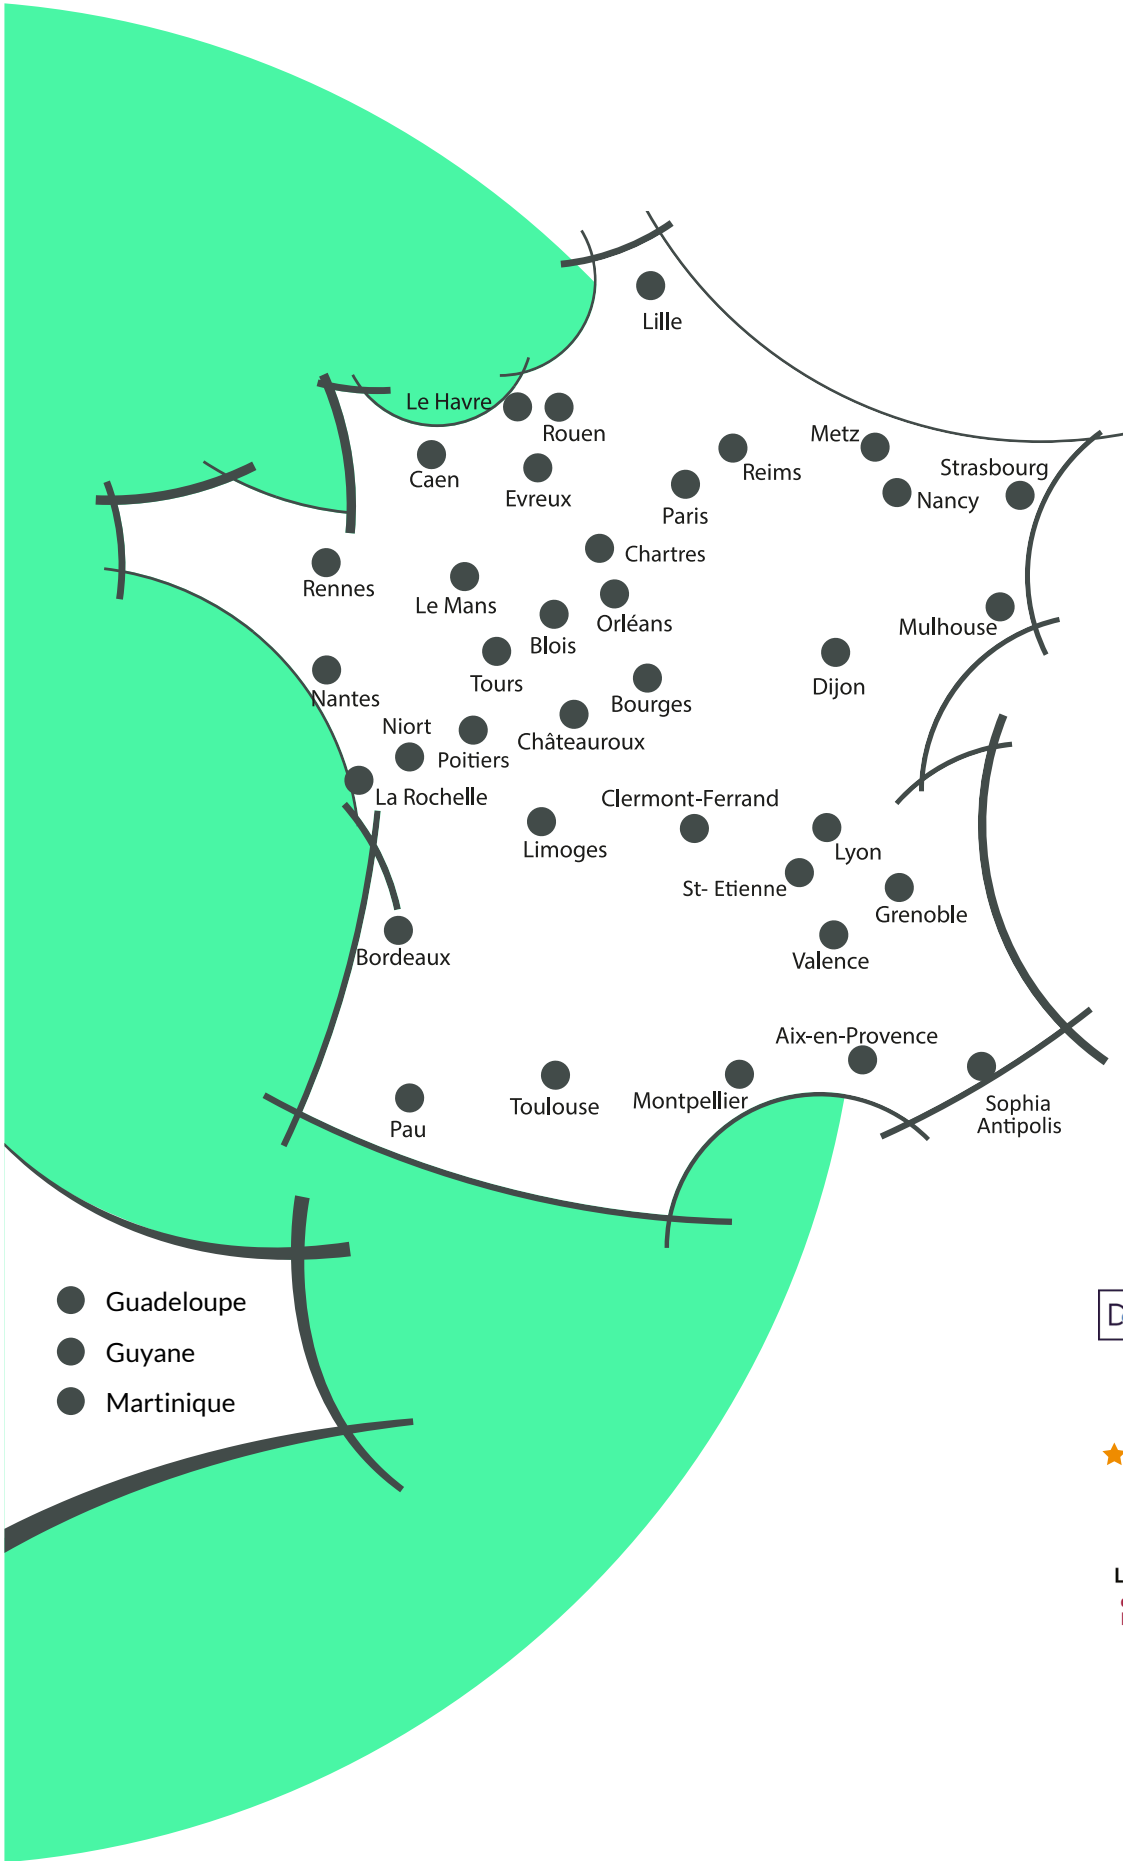 Lille
Le Havre
Rouen
Metz
Caen
Evreux
Reims
Strasbourg
Paris
Nancy
Chartres
Rennes
Le Mans
Orléans
Blois
Mulhouse
Tours
Dijon
Nantes
Bourges
Niort
Châteauroux
Poitiers
La Rochelle
Clermont-Ferrand
Limoges
Lyon
St- Etienne
Grenoble
Bordeaux
Valence
Aix-en-Provence
Toulouse
Montpellier
Sophia
Antipolis
Pau
Guadeloupe
Guyane
Martinique
D
L